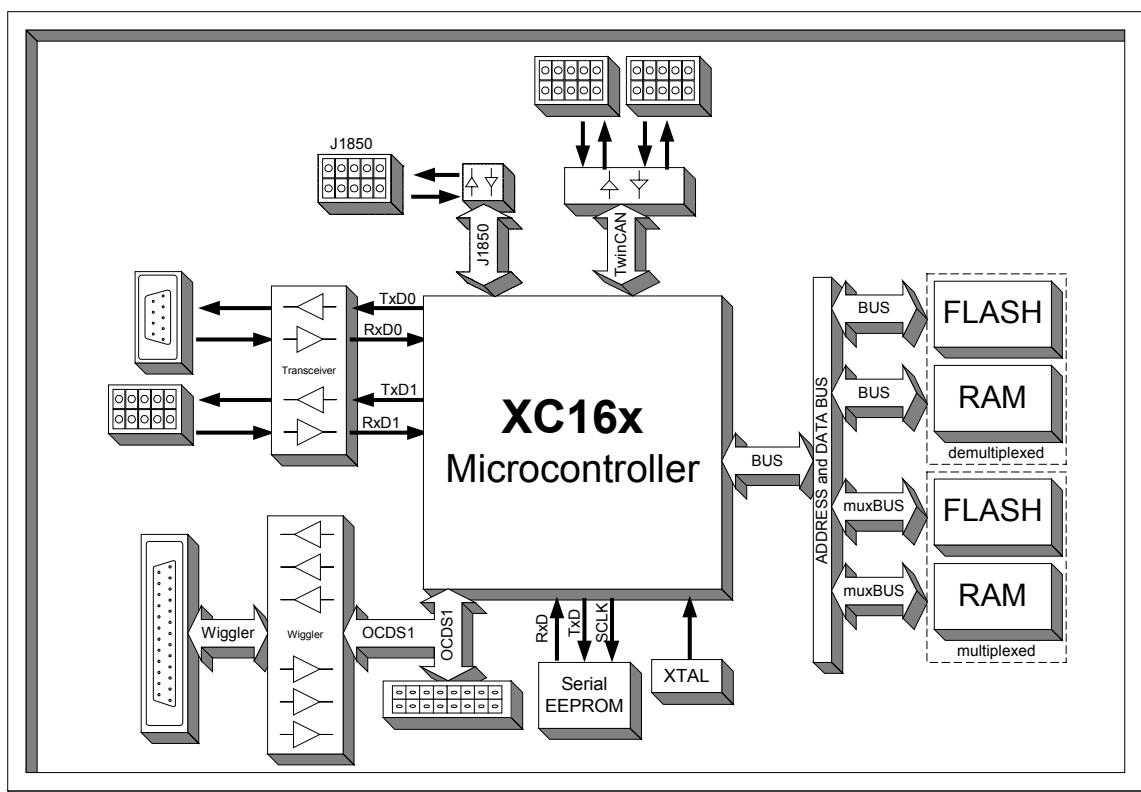 J1850
J1850
TwinCAN
TxD0
RxD0
Transceiver
TxD1
RxD1
XC16x
Microcontroller
BUS
ADDRESS and DATA BUS
BUS
FLASH
BUS
RAM
demultiplexed
muxBUS
FLASH
muxBUS
RAM
multiplexed
Wiggler
Wiggler
OCDS1
OCDS1
RxD
TxD
SCLK
Serial
EEPROM
XTAL